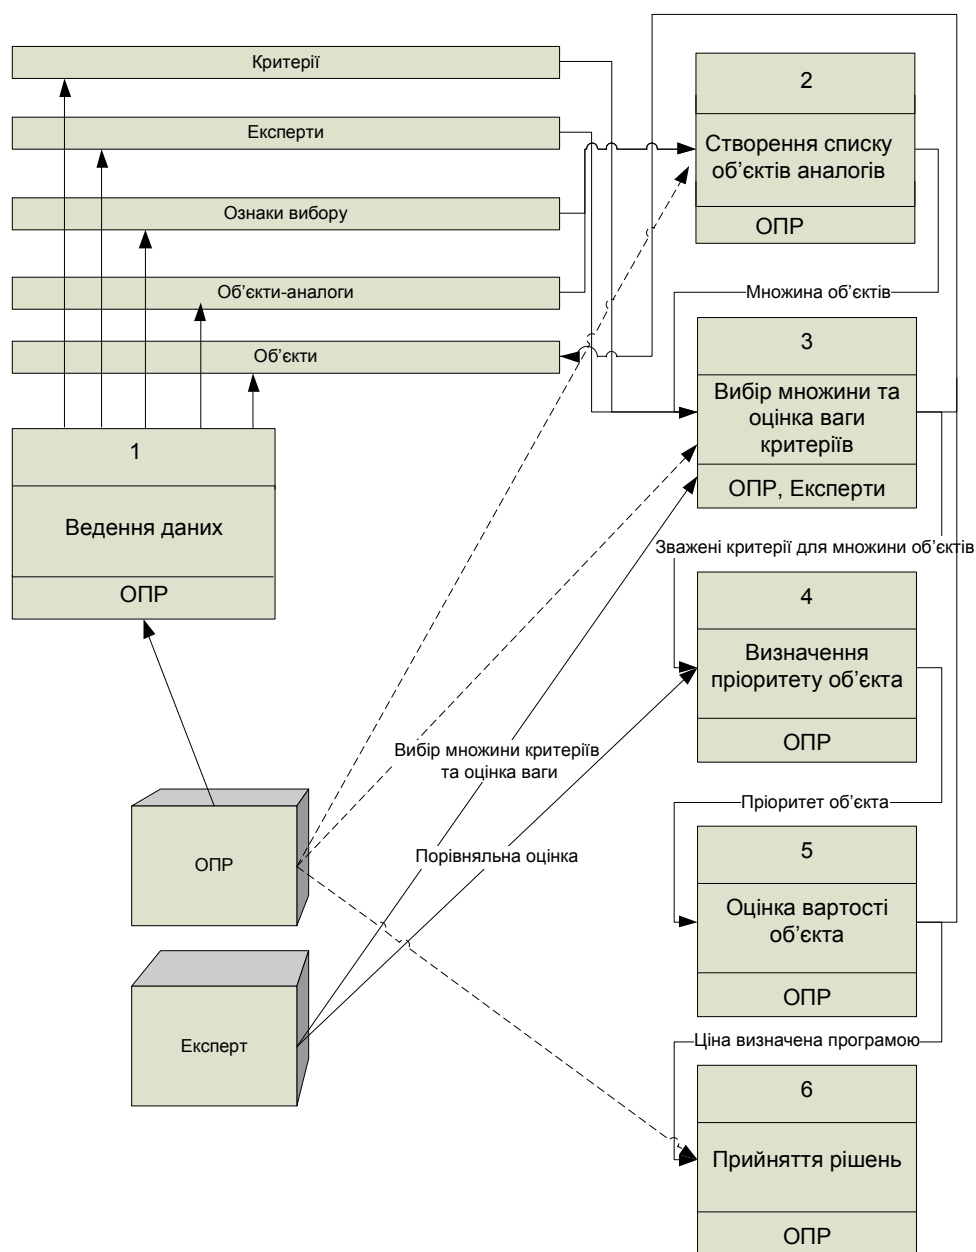 Критерії
Експерти
Ознаки вибору
Об’єкти-аналоги
Об’єкти
1
Ведення даних
ОПР
ОПР
Експерт
Вибір множини критеріїв
та оцінка ваги
Порівняльна оцінка
2
Створення списку
об’єктів аналогів
ОПР
Множина об’єктів
3
Вибір множини та
оцінка ваги
критеріїв
ОПР, Експерти
Зважені критерії для множини об’єктів
4
Визначення
пріоритету об’єкта
ОПР
Пріоритет об’єкта
5
Оцінка вартості
об’єкта
ОПР
Ціна визначена програмою
6
Прийняття рішень
ОПР